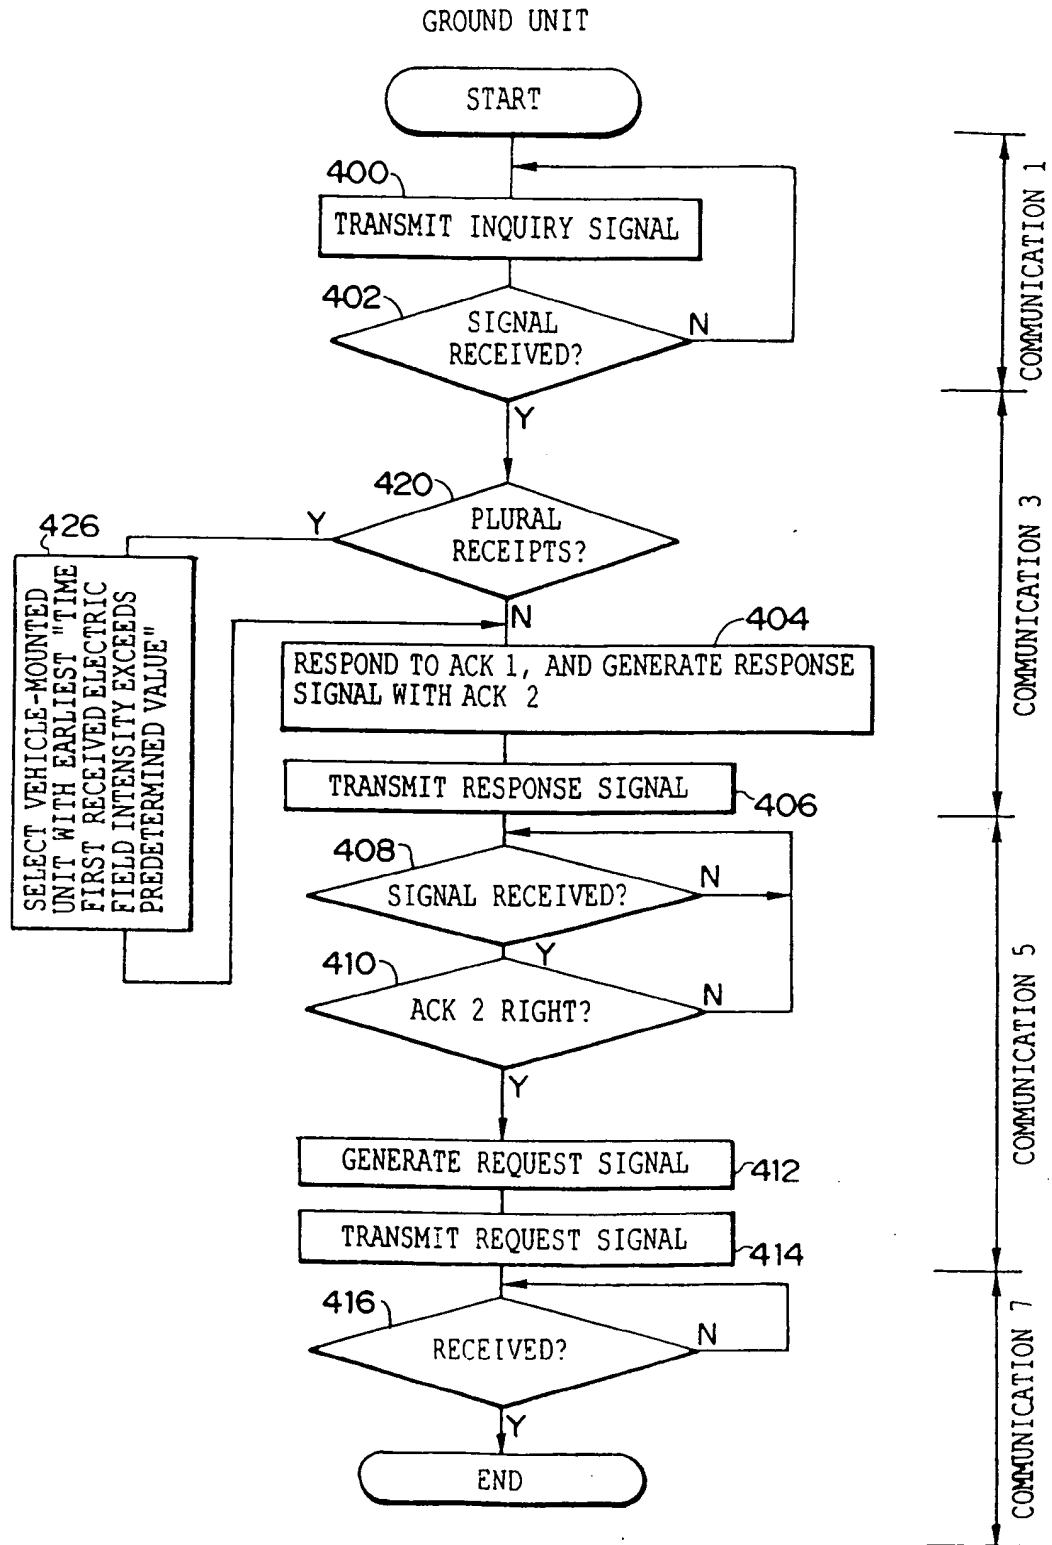 GROUND UNIT
START
400
TRANSMIT INQUIRY SIGNAL
402
SIGNAL
RECEIVED?
N
Y
COMMUNICATION 1
420
PLURAL
RECEIPTS?
Y
N
426
SELECT VEHICLE-MOUNTED
UNIT WITH EARLIEST "TIME
FIRST RECEIVED ELECTRIC
FIELD INTENSITY EXCEEDS
PREDETERMINED VALUE"
404
RESPOND TO ACK 1, AND GENERATE RESPONSE
SIGNAL WITH ACK 2
TRANSMIT RESPONSE SIGNAL
406
COMMUNICATION 3
408
SIGNAL RECEIVED?
N
Y
410
ACK 2 RIGHT?
N
Y
GENERATE REQUEST SIGNAL
412
TRANSMIT REQUEST SIGNAL
414
COMMUNICATION 5
416
RECEIVED?
N
Y
END
COMMUNICATION 7